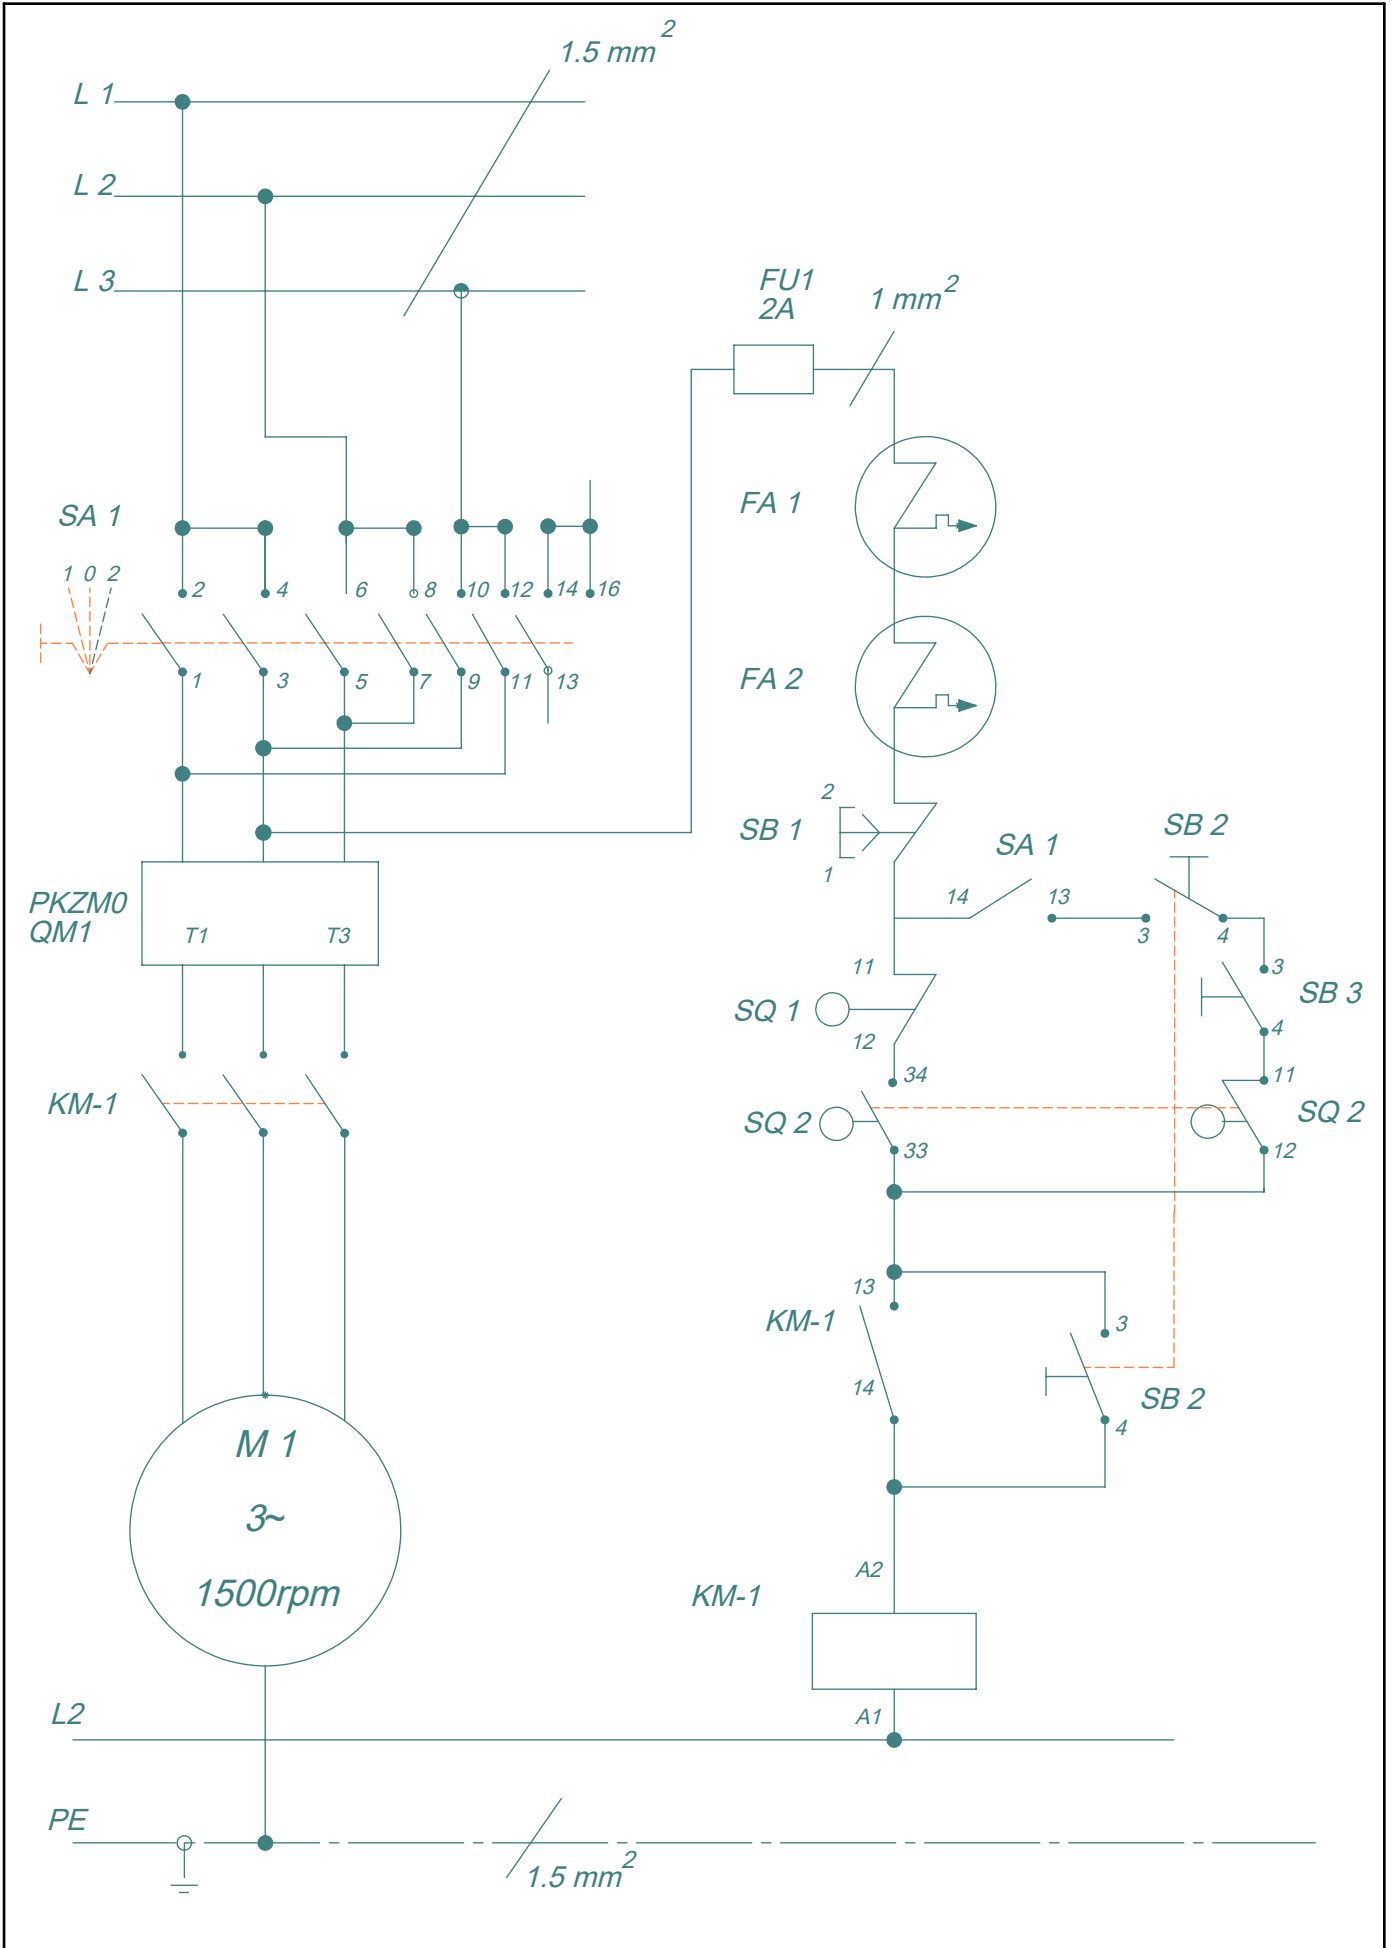 1.5 mm²
L 1
L 2
L 3
FU1
2A
1 mm²
SA 1
FA 1
1 0 2
2 4 6 8 10 12 14 16
1 3 5 7 9 11 13
FA 2
2
SB 1
1
SA 1
SB 2
14 13
3 4
PKZM0
QM1
T1 T3
11
SQ 1
12
3
SB 3
4
34
SQ 2
33
11
SQ 2
12
KM-1
13
KM-1
14
3
SB 2
4
M 1
3~
1500rpm
A2
KM-1
A1
L2
PE
1.5 mm²